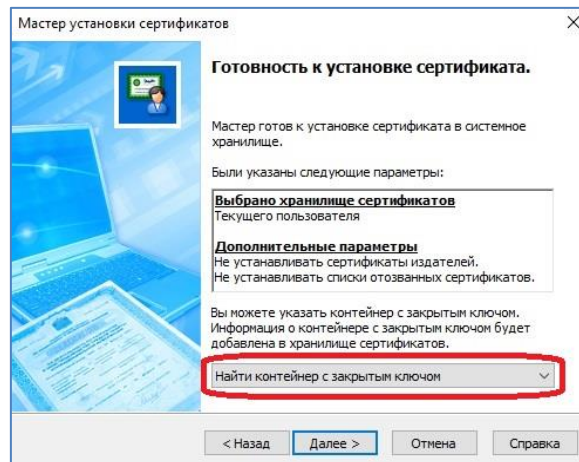 Мастер установки сертификатов
Готовность к установке сертификата.
Мастер готов к установке сертификата в системное
хранилище.
Были указаны следующие параметры:
Выбрано хранилище сертификатов
Текущего пользователя
Дополнительные параметры
Не устанавливать сертификаты издателей.
Не устанавливать списки отозванных сертификатов.
Вы можете указать контейнер с закрытым ключом.
Информация о контейнере с закрытым ключом будет
добавлена в хранилище сертификатов.
Найти контейнер с закрытым ключом
< Назад Далее > Отмена Справка